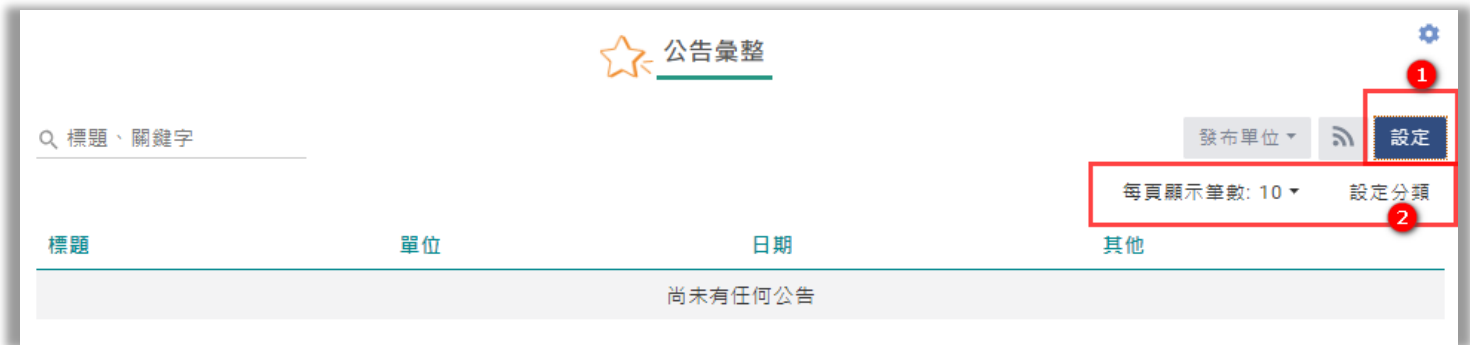 公告彙整
1
標題、關鍵字
發布單位 設定
每頁顯示筆數: 10 設定分類
2
標題 單位 日期 其他
尚未有任何公告